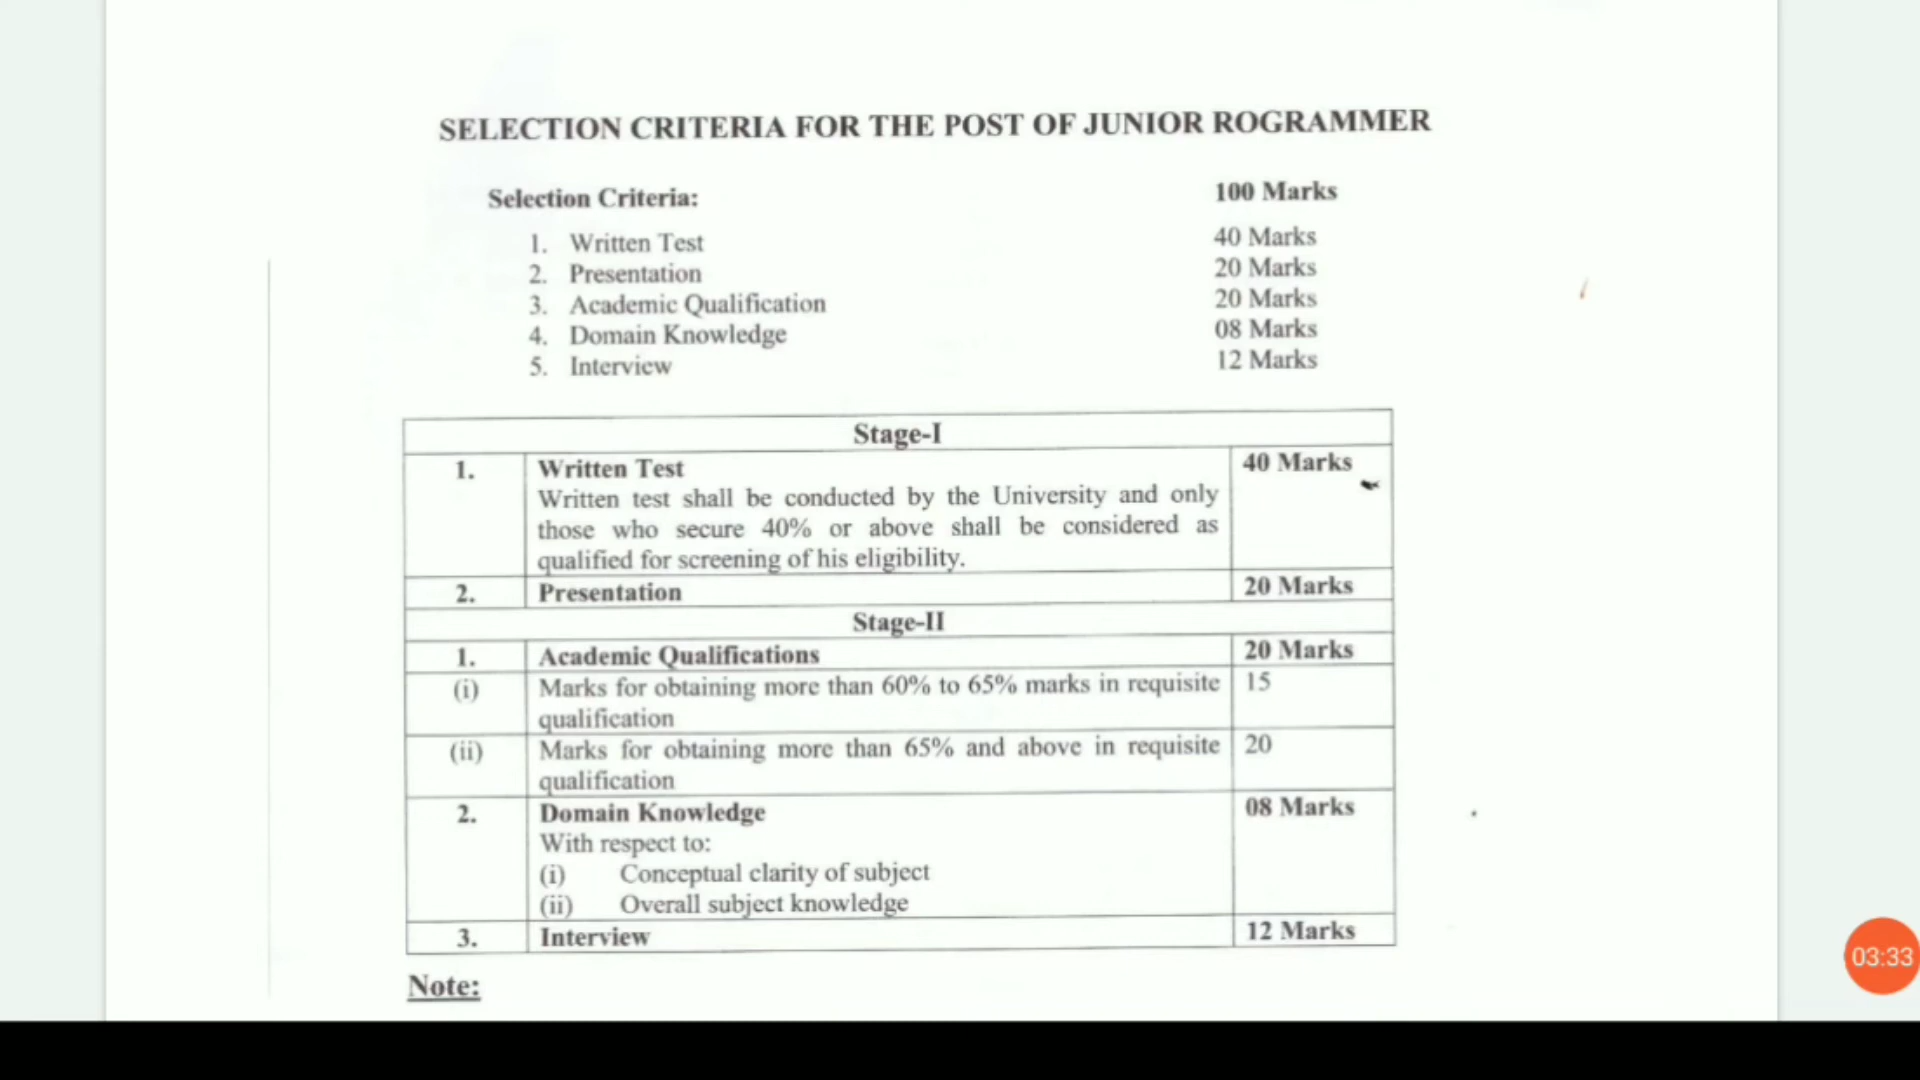 SELECTION CRITERIA FOR THE POST OF JUNIOR ROGRAMMER
Selection Criteria: 100 Marks
1. Written Test 40 Marks
2. Presentation 20 Marks
3. Academic Qualification 20 Marks
4. Domain Knowledge 08 Marks
5. Interview 12 Marks
Stage-I
1. Written Test 40 Marks
Written test shall be conducted by the University and only
those who secure 40% or above shall be considered as
qualified for screening of his eligibility.
2. Presentation 20 Marks
Stage-II
1. Academic Qualifications 20 Marks
(i) Marks for obtaining more than 60% to 65% marks in requisite 15
qualification
(ii) Marks for obtaining more than 65% and above in requisite 20
qualification
2. Domain Knowledge 08 Marks
With respect to:
(i) Conceptual clarity of subject
(ii) Overall subject knowledge
3. Interview 12 Marks
Note:
03:33